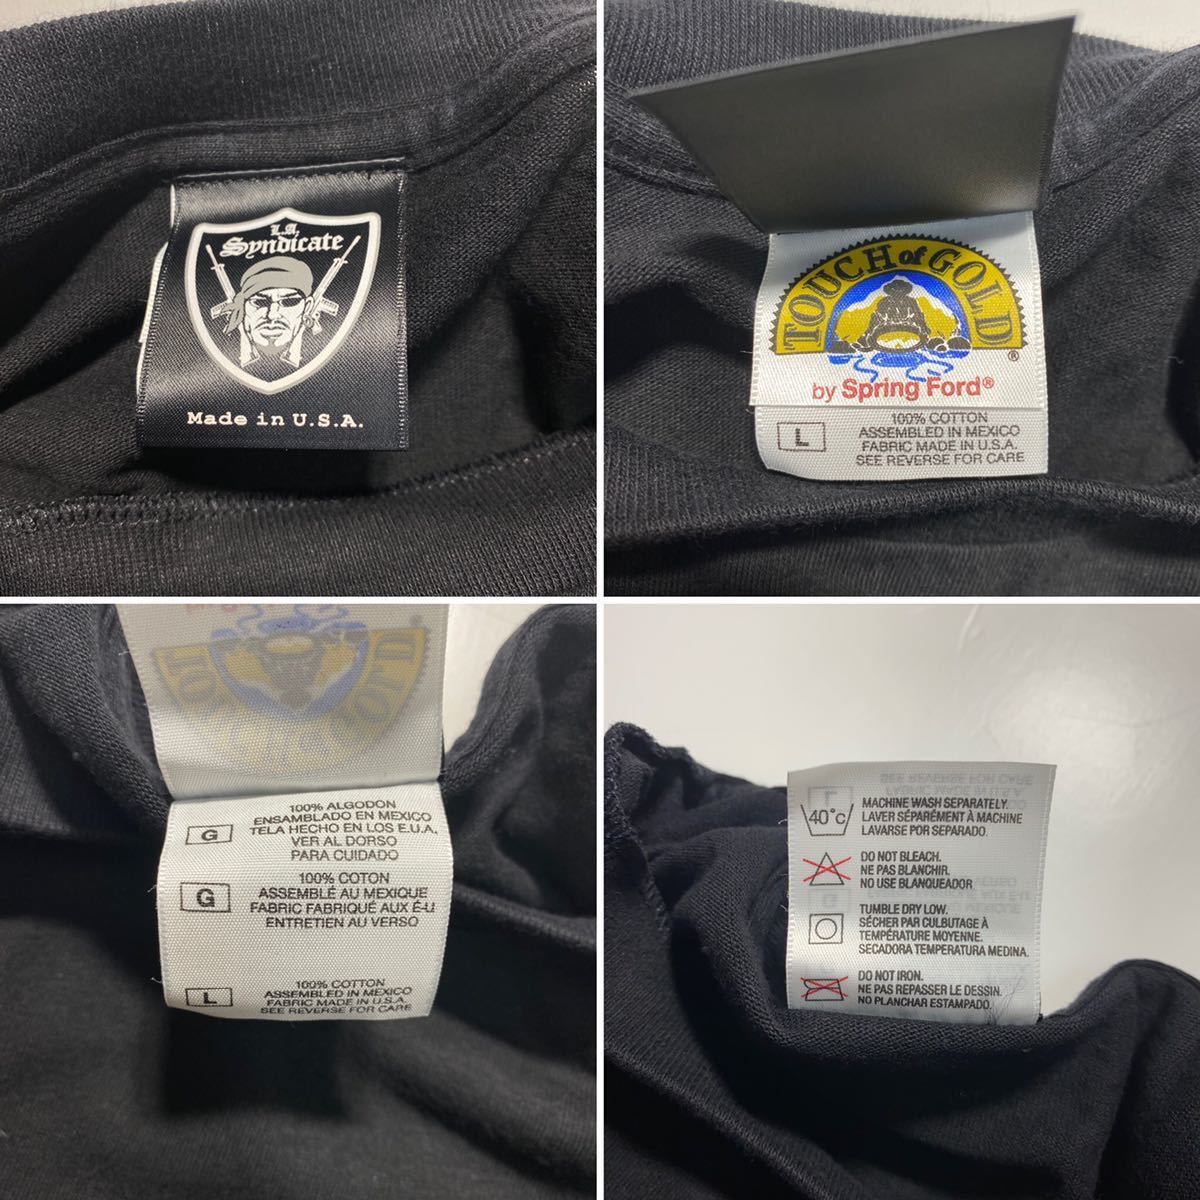 L.A.
Syndicate
Made in U.S.A.
TOUCH of GOLD®
by Spring Ford®
L
100% COTTON
ASSEMBLED IN MEXICO
FABRIC MADE IN U.S.A.
SEE REVERSE FOR CARE
G
100% ALGODON
ENSAMBLADO EN MEXICO
TELA HECHO EN LOS E.U.A.
VER AL DORSO
PARA CUIDADO
G
100% COTON
ASSEMBLÉ AU MEXIQUE
FABRIC FABRIQUÉ AUX É-U
ENTRETIEN AU VERSO
L
100% COTTON
ASSEMBLED IN MEXICO
FABRIC MADE IN U.S.A.
SEE REVERSE FOR CARE
40°c
MACHINE WASH SEPARATELY.
LAVER SÉPARÉMENT À MACHINE
LAVARSE POR SEPARADO.
DO NOT BLEACH.
NE PAS BLANCHIR.
NO USE BLANQUEADOR
TUMBLE DRY LOW.
SÉCHER PAR CULBUTAGE À
TEMPÉRATURE MOYENNE.
SECADORA TEMPERATURA MEDINA.
DO NOT IRON.
NE PAS REPASSER LE DESSIN.
NO PLANCHAR ESTAMPADO.